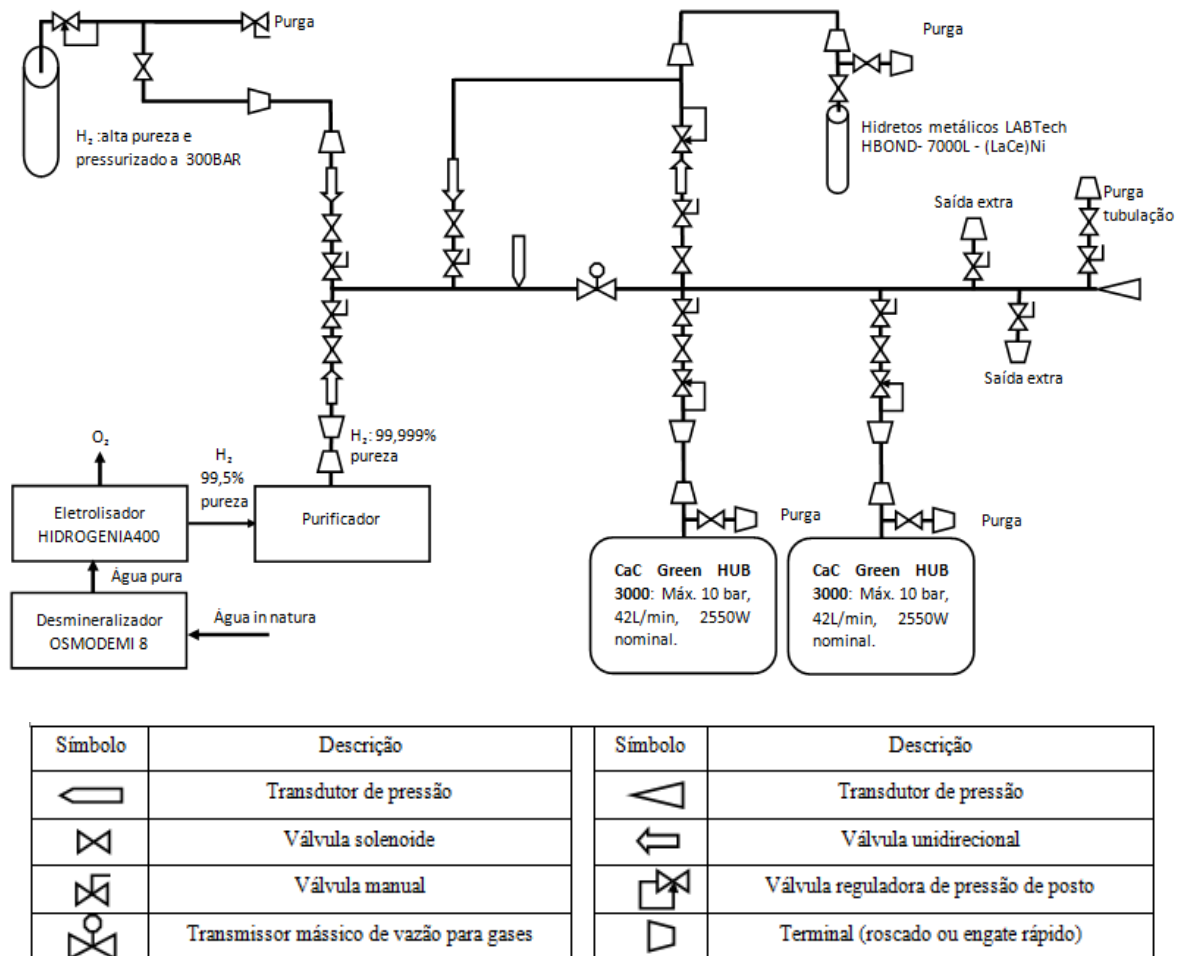 Purga
H₂ :alta pureza e
pressurizado a 300BAR
Purga
Hidretos metálicos LABTech
HBOND- 7000L - (LaCe)Ni
Saída extra
Purga
tubulação
Saída extra
O₂
H₂
99,5%
pureza
H₂: 99,999%
pureza
Eletrolisador
HIDROGENIA400
Purificador
Água pura
Desmineralizador
OSMODEMI 8
Água in natura
Purga
Purga
CaC Green HUB
3000: Máx. 10 bar,
42L/min, 2550W
nominal.
CaC Green HUB
3000: Máx. 10 bar,
42L/min, 2550W
nominal.
Símbolo Descrição Símbolo Descrição
Transdutor de pressão Transdutor de pressão
Válvula solenoide Válvula unidirecional
Válvula manual Válvula reguladora de pressão de posto
Transmissor mássico de vazão para gases Terminal (roscado ou engate rápido)